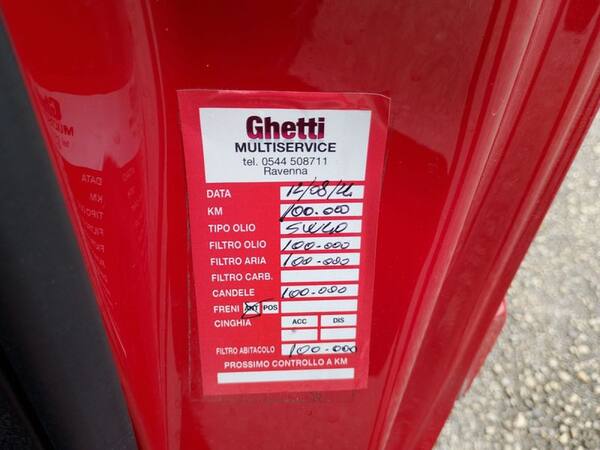 Ghetti
MULTISERVICE
tel. 0544 508711
Ravenna
DATA
KM 100.000
TIPO OLIO 5W40
FILTRO OLIO 100.000
FILTRO ARIA 100.000
FILTRO CARB.
CANDELE 100.000
FRENI ANT POS
CINGHIA ACC DIS
FILTRO ABITACOLO 100.000
PROSSIMO CONTROLLO A KM